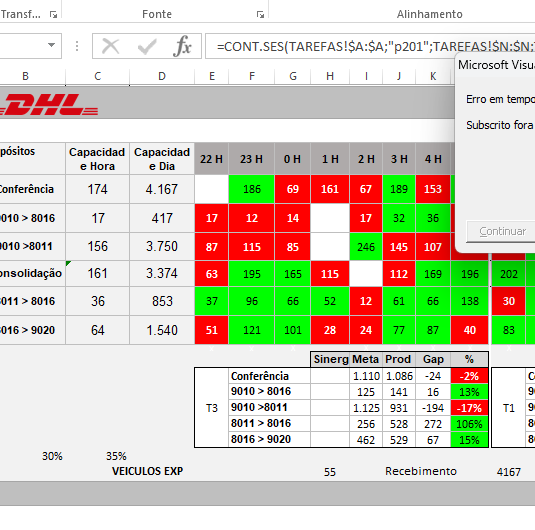 Transf...
Fonte
Alinhamento
fx
=CONT.SES(TAREFAS!$A:$A;"p201";TAREFAS!$N:$N;
Microsoft Visua
Erro em tempo
Subscrito fora
Continuar
B C D E F G H I J K
DHL
pósitos Capacidad e Hora Capacidad e Dia 22 H 23 H 0 H 1 H 2 H 3 H 4 H
Conferência 174 4.167 186 69 161 67 189 153
9010 > 8016 17 417 17 12 14 17 32 36
9010 >8011 156 3.750 87 115 85 246 145 107
onsolidação 161 3.374 63 195 165 115 112 169 196 202
8011 > 8016 36 853 37 96 66 52 12 61 66 138 30
8016 > 9020 64 1.540 51 121 101 28 24 77 87 40 83
Sinerg Meta Prod Gap %
Conferência 1.110 1.086 -24 -2%
9010 > 8016 125 141 16 13%
T3 9010 >8011 1.125 931 -194 -17% T1
8011 > 8016 256 528 272 106%
8016 > 9020 462 529 67 15%
30% 35%
VEICULOS EXP 55 Recebimento 4167